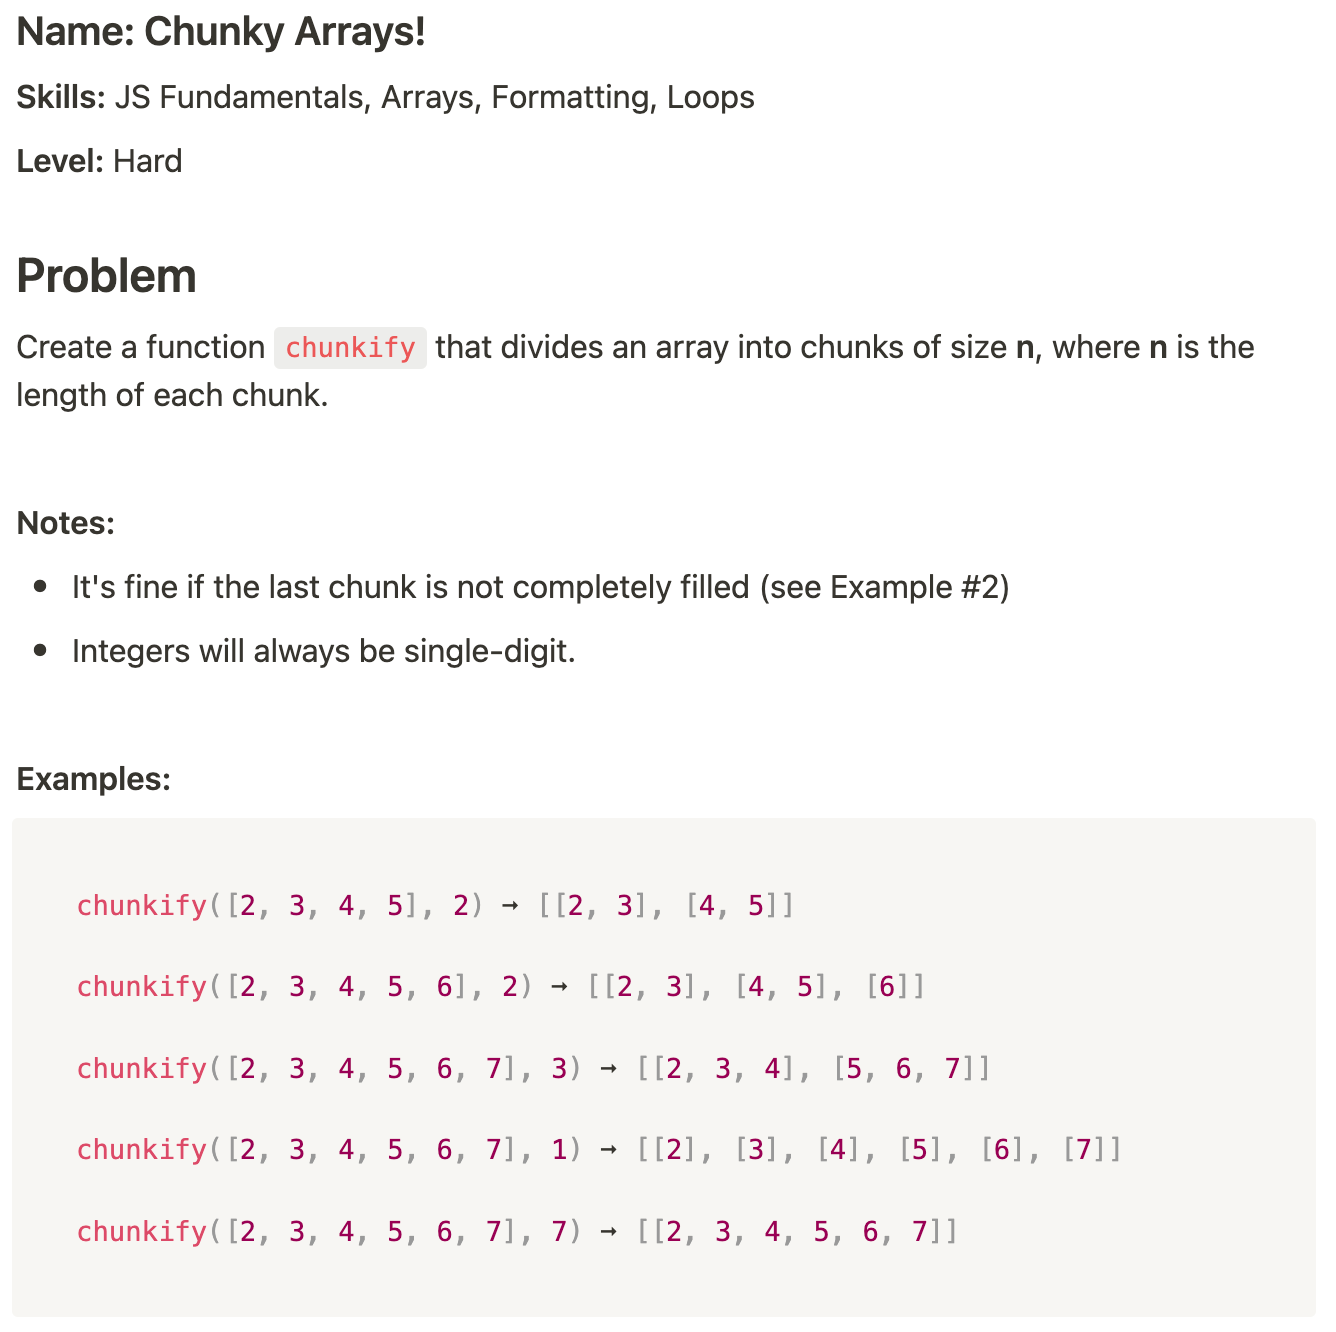 Name: Chunky Arrays!
Skills: JS Fundamentals, Arrays, Formatting, Loops
Level: Hard
Problem
Create a function chunkify that divides an array into chunks of size n, where n is the
length of each chunk.
Notes:
• It's fine if the last chunk is not completely filled (see Example #2)
• Integers will always be single-digit.
Examples:
chunkify([2, 3, 4, 5], 2) → [[2, 3], [4, 5]]
chunkify([2, 3, 4, 5, 6], 2) → [[2, 3], [4, 5], [6]]
chunkify([2, 3, 4, 5, 6, 7], 3) → [[2, 3, 4], [5, 6, 7]]
chunkify([2, 3, 4, 5, 6, 7], 1) → [[2], [3], [4], [5], [6], [7]]
chunkify([2, 3, 4, 5, 6, 7], 7) → [[2, 3, 4, 5, 6, 7]]